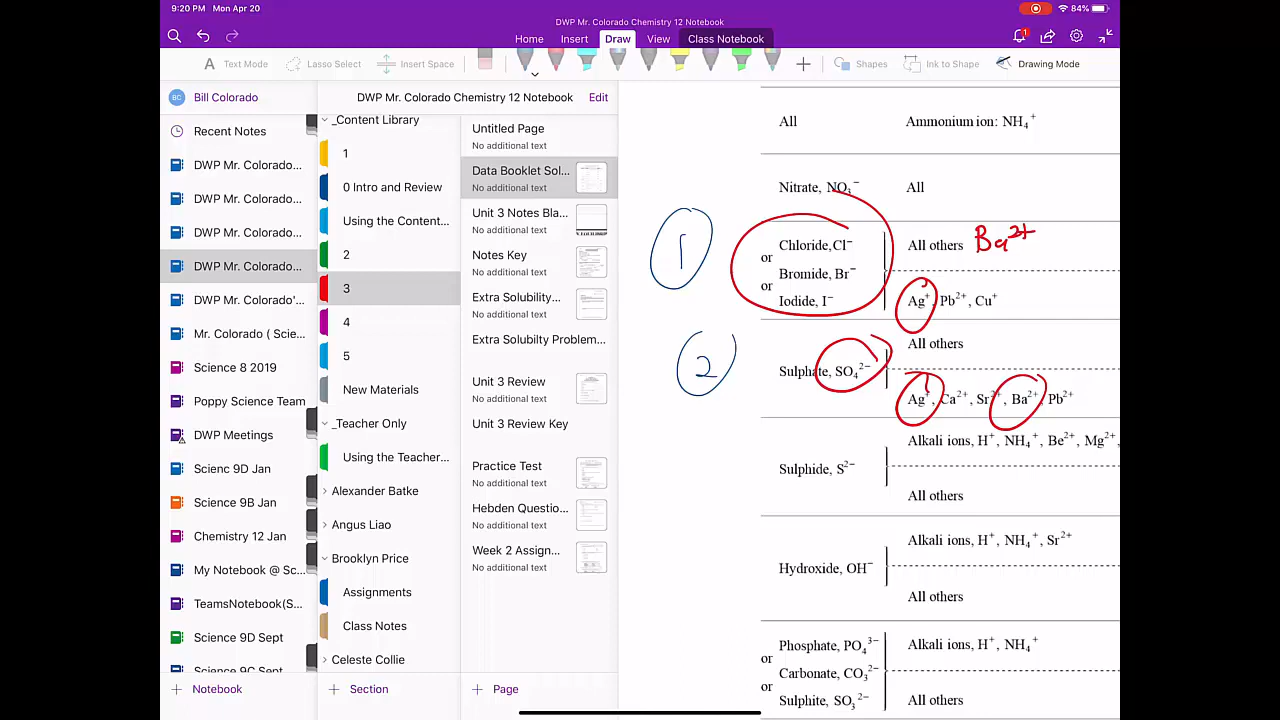 9:20 PM Mon Apr 20
84%
DWP Mr. Colorado Chemistry 12 Notebook
Home Insert Draw View Class Notebook
1
Text Mode Lasso Select Insert Space Shapes Ink to Shape Drawing Mode
BC Bill Colorado
Recent Notes
DWP Mr. Colorado...
DWP Mr. Colorado...
DWP Mr. Colorado...
DWP Mr. Colorado...
DWP Mr. Colorado'...
Mr. Colorado ( Scie...
Science 8 2019
Poppy Science Team
DWP Meetings
Scienc 9D Jan
Science 9B Jan
Chemistry 12 Jan
My Notebook @ Sc...
TeamsNotebook(S...
Science 9D Sept
Science 9C Sept
+ Notebook
DWP Mr. Colorado Chemistry 12 Notebook Edit
_Content Library
1
0 Intro and Review
Using the Content...
2
3
4
5
New Materials
_Teacher Only
Using the Teacher...
Alexander Batke
Angus Liao
Brooklyn Price
Assignments
Class Notes
Celeste Collie
+ Section
Untitled Page
No additional text
Data Booklet Sol...
No additional text
Unit 3 Notes Bla...
No additional text
Notes Key
No additional text
Extra Solubility...
No additional text
Extra Solubilty Problem...
Unit 3 Review
No additional text
Unit 3 Review Key
Practice Test
No additional text
Hebden Questio...
No additional text
Week 2 Assign...
No additional text
+ Page
All Ammonium ion: NH₄⁺
Nitrate, NO₃⁻ All
1
Chloride,Cl⁻
or
Bromide, Br⁻
or
Iodide, I⁻
All others Ba²⁺
Ag⁺, Pb²⁺, Cu⁺
2
Sulphate, SO₄²⁻
All others
Ag⁺, Ca²⁺, Sr²⁺, Ba²⁺, Pb²⁺
Sulphide, S²⁻
Alkali ions, H⁺, NH₄⁺, Be²⁺, Mg²⁺,
All others
Hydroxide, OH⁻
Alkali ions, H⁺, NH₄⁺, Sr²⁺
All others
Phosphate, PO₄³⁻
or
Carbonate, CO₃²⁻
or
Sulphite, SO₃²⁻
Alkali ions, H⁺, NH₄⁺
All others